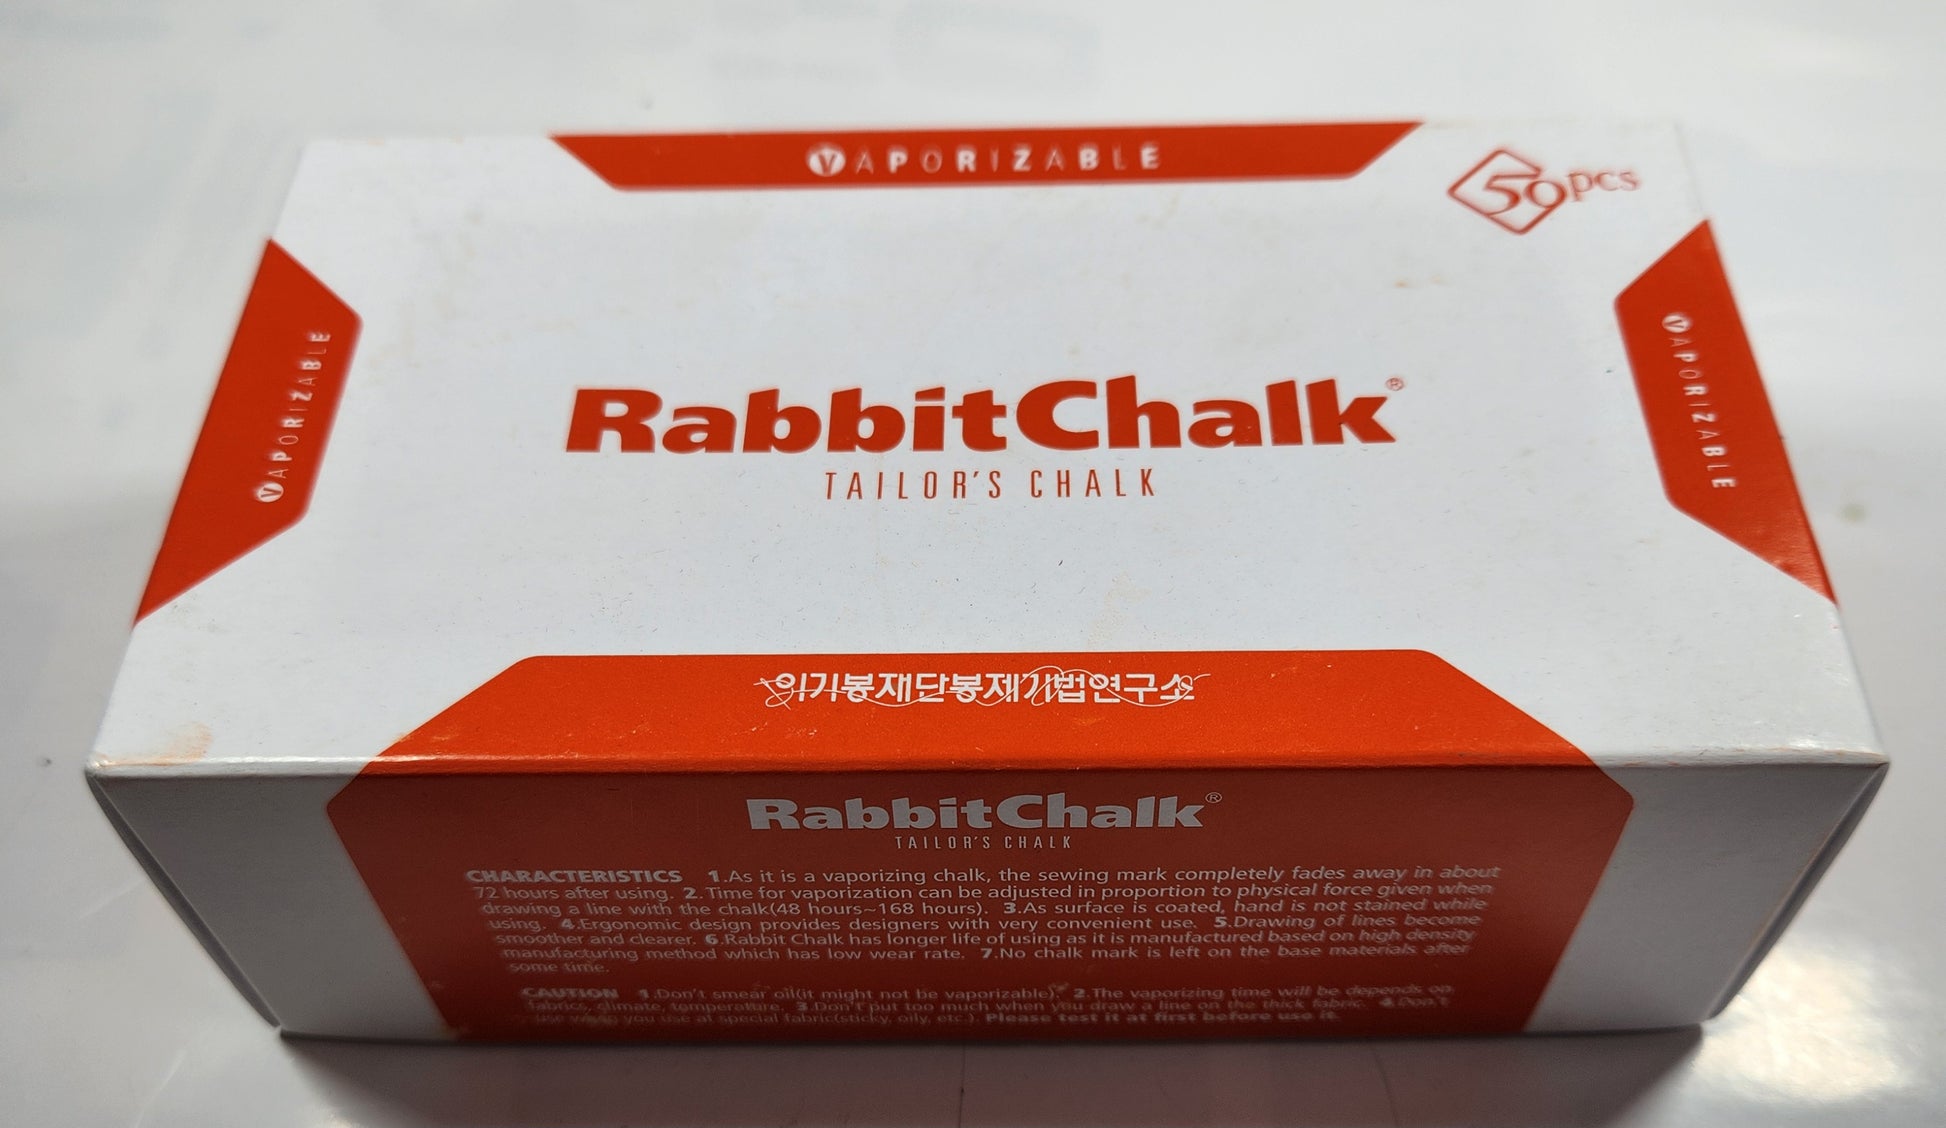 VAPORIZABLE
50pcs
VAPORIZABLE
VAPORIZABLE
RabbitChalk®
TAILOR'S CHALK
이기봉재단봉제기법연구소
RabbitChalk®
TAILOR'S CHALK
CHARACTERISTICS 1.As it is a vaporizing chalk, the sewing mark completely fades away in about
72 hours after using. 2.Time for vaporization can be adjusted in proportion to physical force given when
drawing a line with the chalk(48 hours~168 hours). 3.As surface is coated, hand is not stained while
using. 4.Ergonomic design provides designers with very convenient use. 5.Drawing of lines become
smoother and clearer. 6.Rabbit Chalk has longer life of using as it is manufactured based on high density
manufacturing method which has low wear rate. 7.No chalk mark is left on the base materials after
some time.
CAUTION 1.Don't smear oil(it might not be vaporizable). 2.The vaporizing time will be depends on
fabrics, climate, temperature. 3.Don't put too much when you draw a line on the thick fabric. 4.Don't
you use at special fabric(sticky, oily, etc.). Please test it at first before use it.